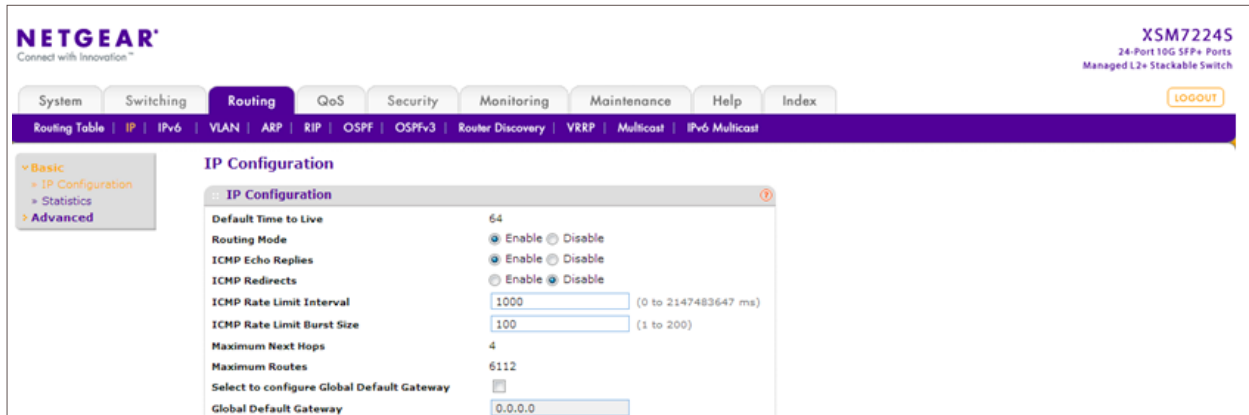 NETGEAR®
Connect with Innovation™
XSM7224S
24-Port 10G SFP+ Ports
Managed L2+ Stackable Switch
System Switching Routing QoS Security Monitoring Maintenance Help Index LOGOUT
Routing Table | IP | IPv6 | VLAN | ARP | RIP | OSPF | OSPFv3 | Router Discovery | VRRP | Multicast | IPv6 Multicast
Basic
» IP Configuration
» Statistics
Advanced
IP Configuration
IP Configuration ?
Default Time to Live 64
Routing Mode Enable Disable
ICMP Echo Replies Enable Disable
ICMP Redirects Enable Disable
ICMP Rate Limit Interval 1000 (0 to 2147483647 ms)
ICMP Rate Limit Burst Size 100 (1 to 200)
Maximum Next Hops 4
Maximum Routes 6112
Select to configure Global Default Gateway
Global Default Gateway 0.0.0.0